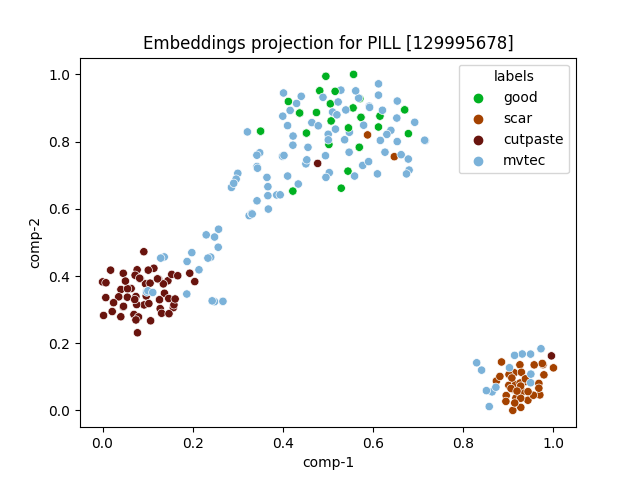 Embeddings projection for PILL [129995678]
labels
good
scar
cutpaste
mvtec
comp-2
1.0
0.8
0.6
0.4
0.2
0.0
0.0 0.2 0.4 0.6 0.8 1.0
comp-1